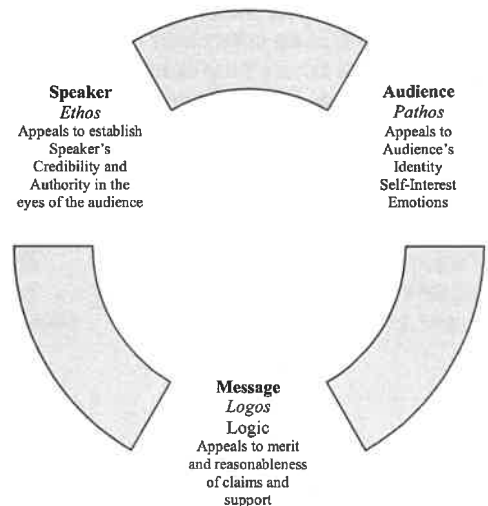 Speaker
Ethos
Appeals to establish
Speaker's
Credibility and
Authority in the
eyes of the audience
Audience
Pathos
Appeals to
Audience's
Identity
Self-Interest
Emotions
Message
Logos
Logic
Appeals to merit
and reasonableness
of claims and
support